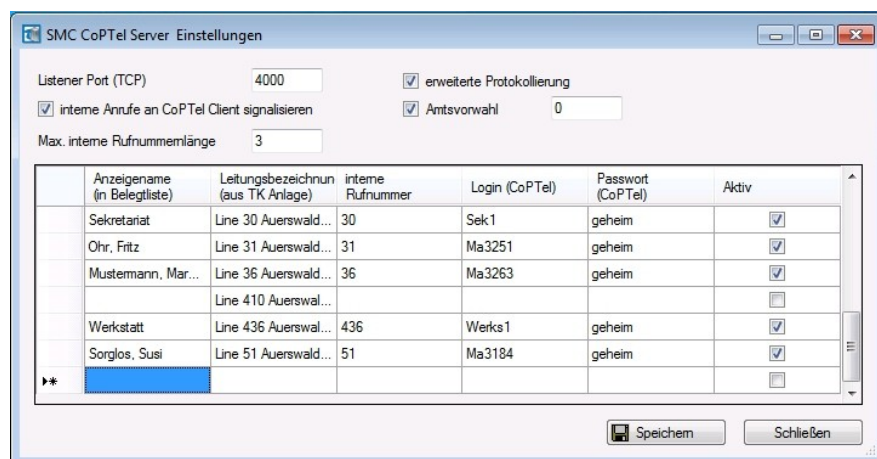 SMC CoPTel Server Einstellungen
Listener Port (TCP) 4000 erweiterte Protokollierung
interne Anrufe an CoPTel Client signalisieren Amtsvorwahl 0
Max. interne Rufnummernlänge 3
Anzeigename (in Belegtliste) Leitungsbezeichnun (aus TK Anlage) interne Rufnummer Login (CoPTel) Passwort (CoPTel) Aktiv
Sekretariat Line 30 Auerswald... 30 Sek1 geheim
Ohr, Fritz Line 31 Auerswald... 31 Ma3251 geheim
Mustermann, Mar... Line 36 Auerswald... 36 Ma3263 geheim
Line 410 Auerswal...
Werkstatt Line 436 Auerswal... 436 Werks1 geheim
Sorglos, Susi Line 51 Auerswald... 51 Ma3184 geheim
Speichern Schließen